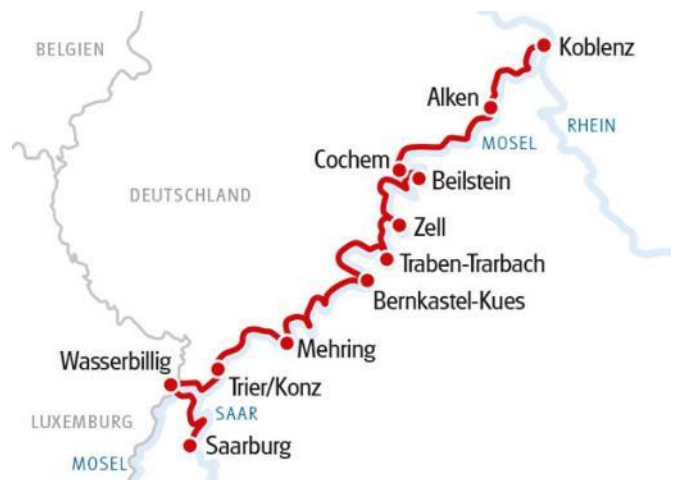 BELGIEN
Koblenz
Alken
RHEIN
MOSEL
Cochem
Beilstein
DEUTSCHLAND
Zell
Traben-Trarbach
Bernkastel-Kues
Mehring
Wasserbillig
Trier/Konz
LUXEMBURG
SAAR
Saarburg
MOSEL